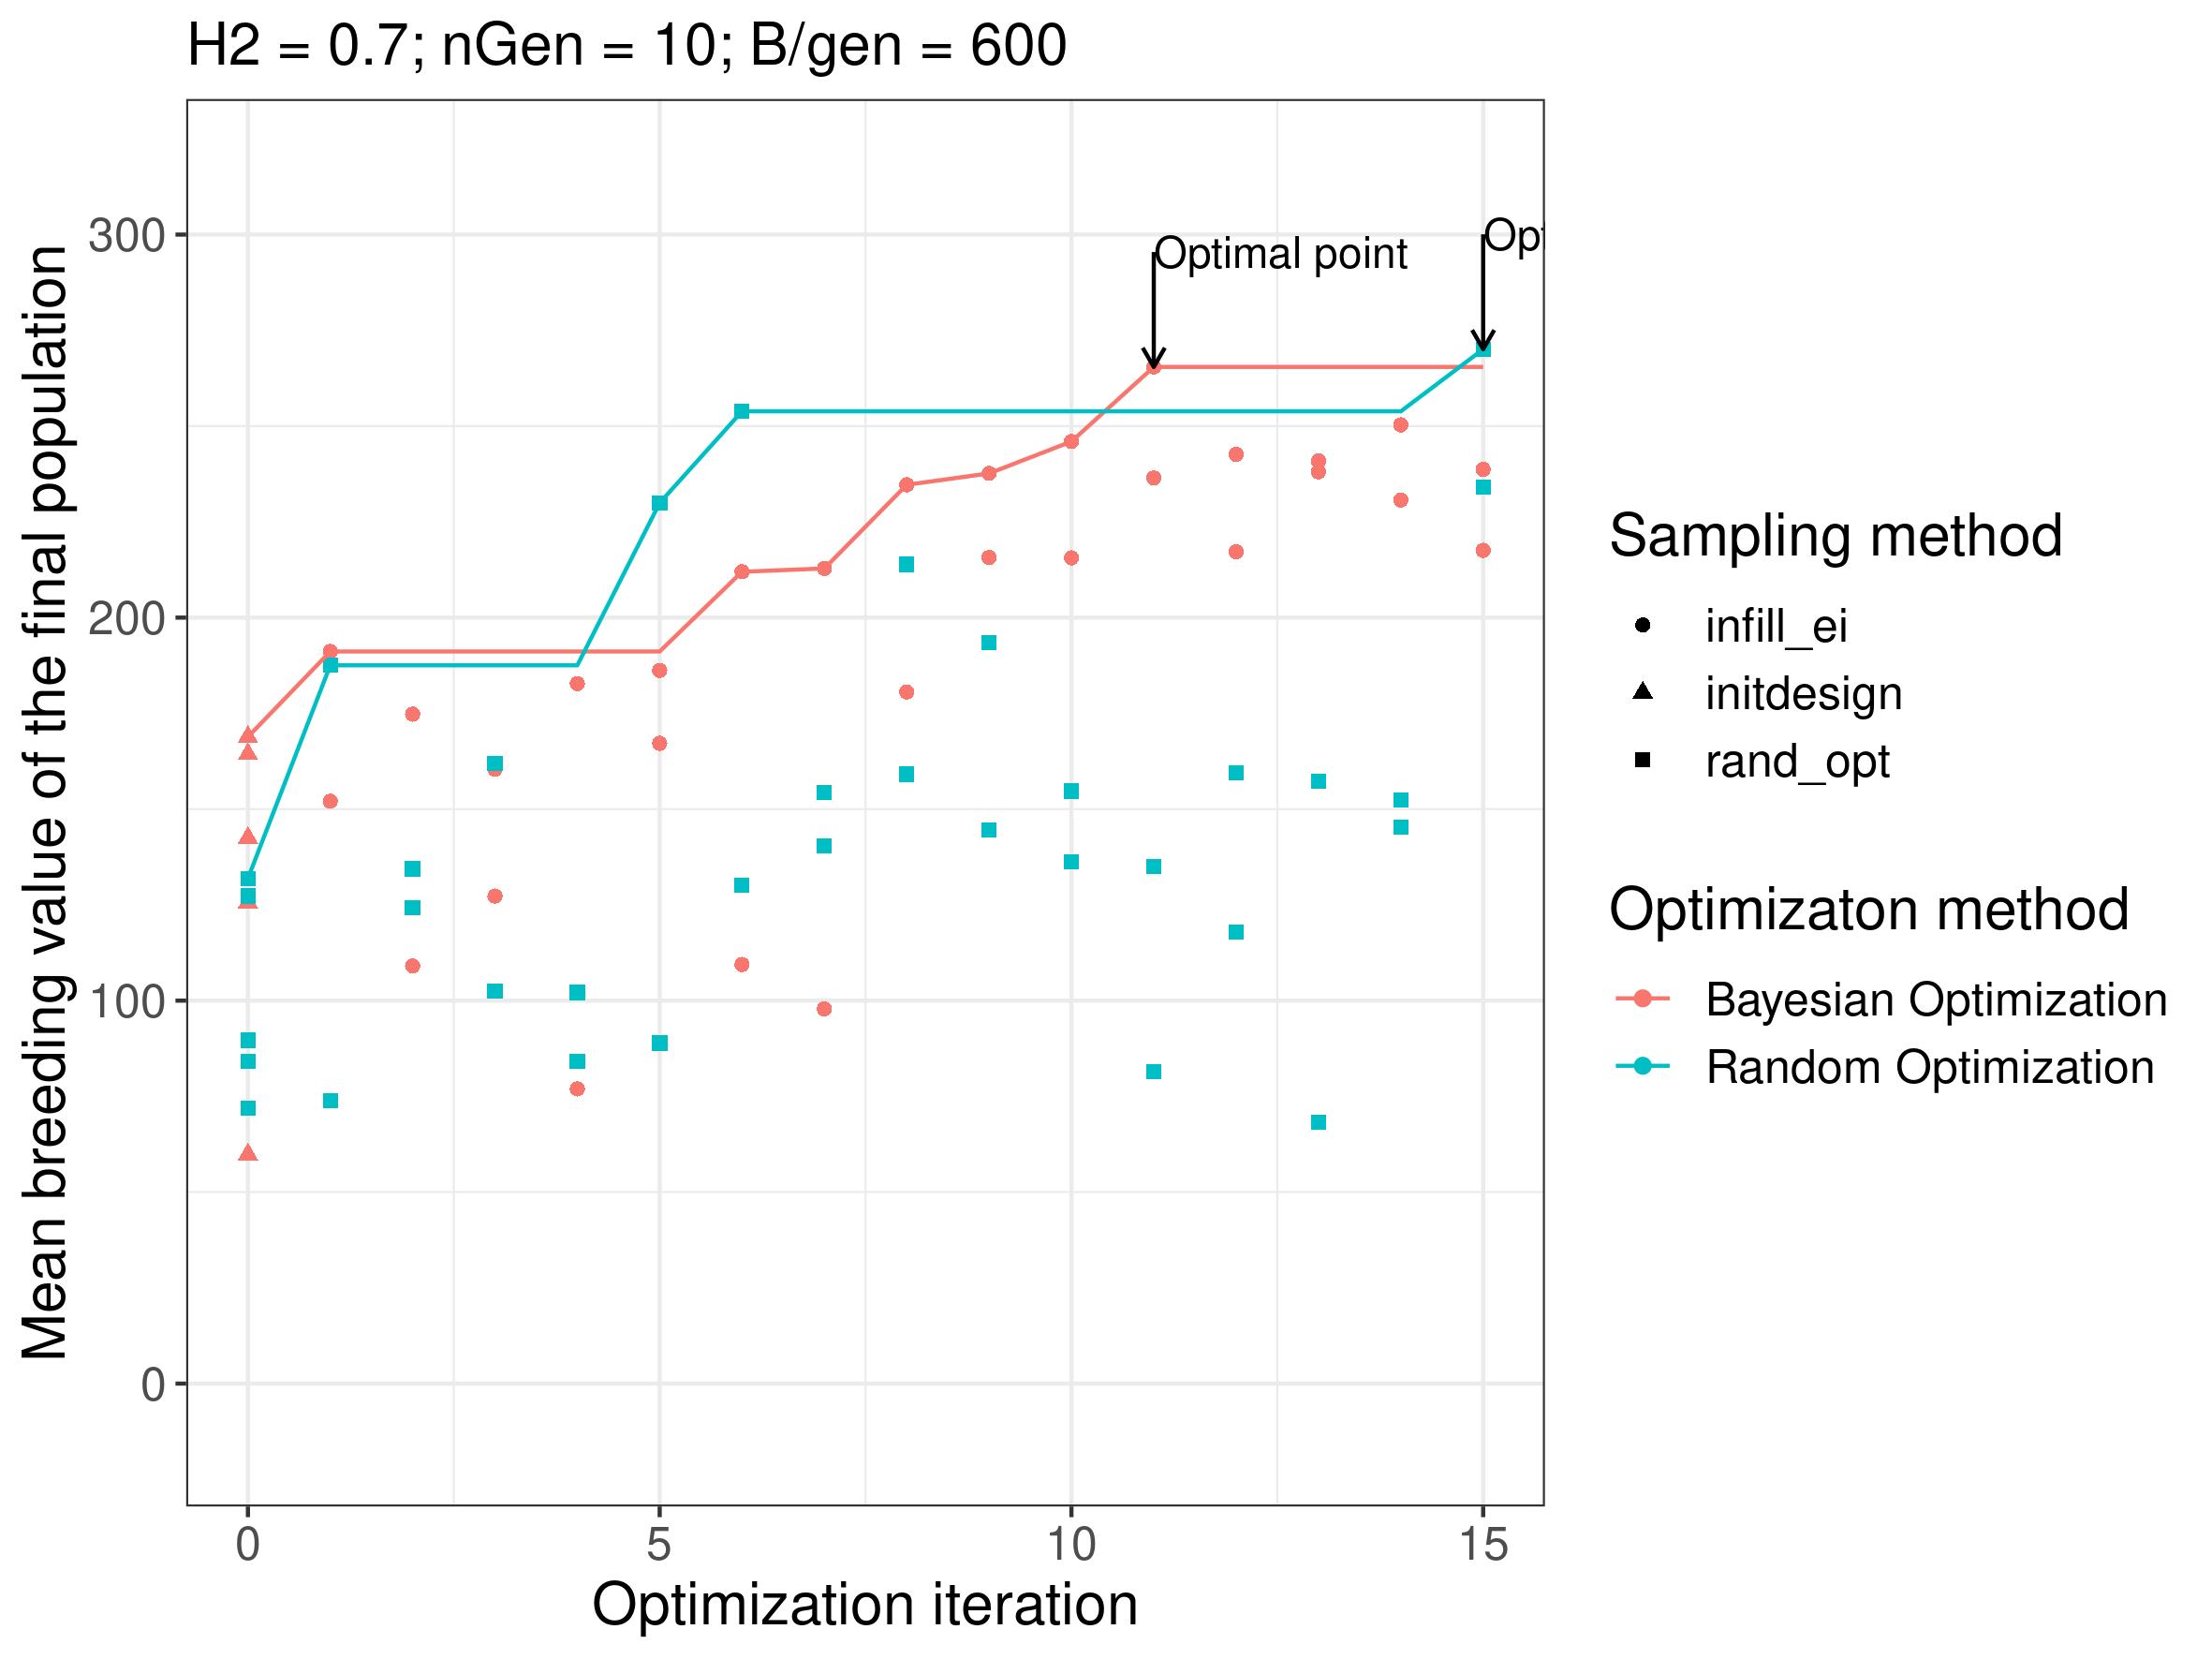 H2 = 0.7; nGen = 10; B/gen = 600
Mean breeding value of the final population
300
200
100
0
Optimal point
Opt
0
5
10
15
Optimization iteration
Sampling method
infill_ei
initdesign
rand_opt
Optimizaton method
Bayesian Optimization
Random Optimization